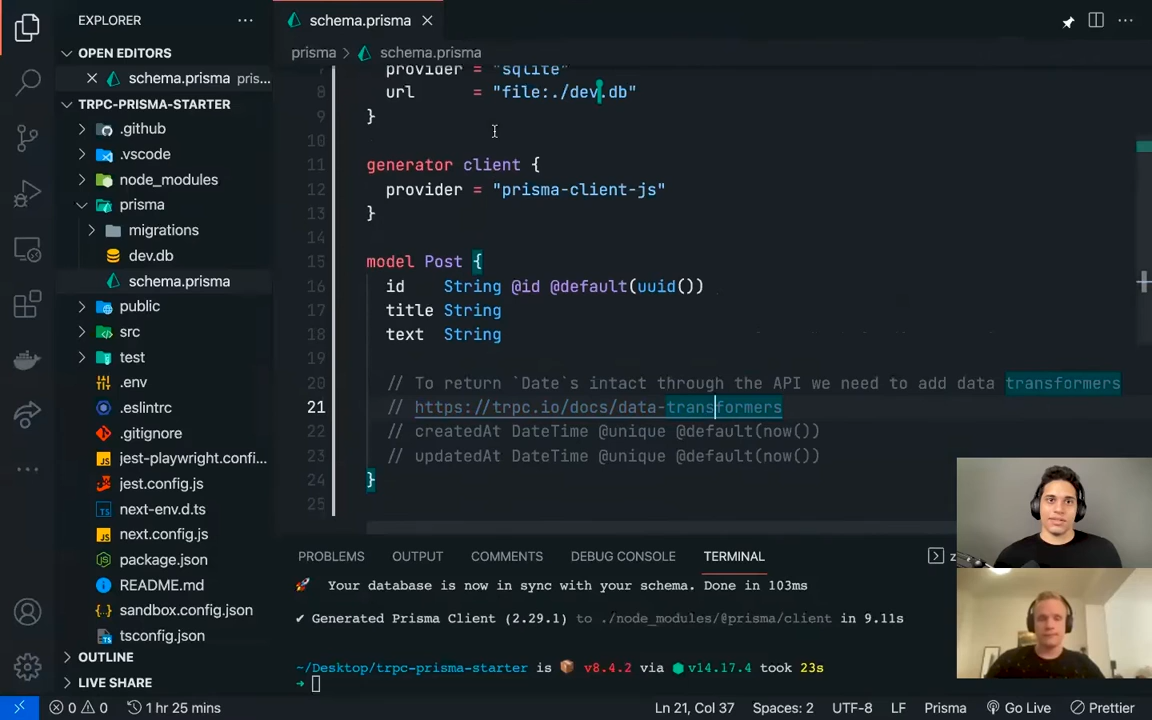 EXPLORER
OPEN EDITORS
schema.prisma pris...
TRPC-PRISMA-STARTER
.github
.vscode
node_modules
prisma
migrations
dev.db
schema.prisma
public
src
test
.env
.eslintrc
.gitignore
jest-playwright.confi...
jest.config.js
next-env.d.ts
next.config.js
package.json
README.md
sandbox.config.json
tsconfig.json
OUTLINE
LIVE SHARE
schema.prisma
prisma > schema.prisma
7 provider = "sqlite"
8 url = "file:./dev.db"
9 }
10
11 generator client {
12 provider = "prisma-client-js"
13 }
14
15 model Post {
16 id String @id @default(uuid())
17 title String
18 text String
19
20 // To return `Date`s intact through the API we need to add data transformers
21 // https://trpc.io/docs/data-transformers
22 // createdAt DateTime @unique @default(now())
23 // updatedAt DateTime @unique @default(now())
24 }
25
PROBLEMS OUTPUT COMMENTS DEBUG CONSOLE TERMINAL
🚀 Your database is now in sync with your schema. Done in 103ms
✔ Generated Prisma Client (2.29.1) to ./node_modules/@prisma/client in 9.11s
~/Desktop/trpc-prisma-starter is 📦 v8.4.2 via ⬢ v14.17.4 took 23s
➜
0 0 1 hr 25 mins Ln 21, Col 37 Spaces: 2 UTF-8 LF Prisma Go Live Prettier